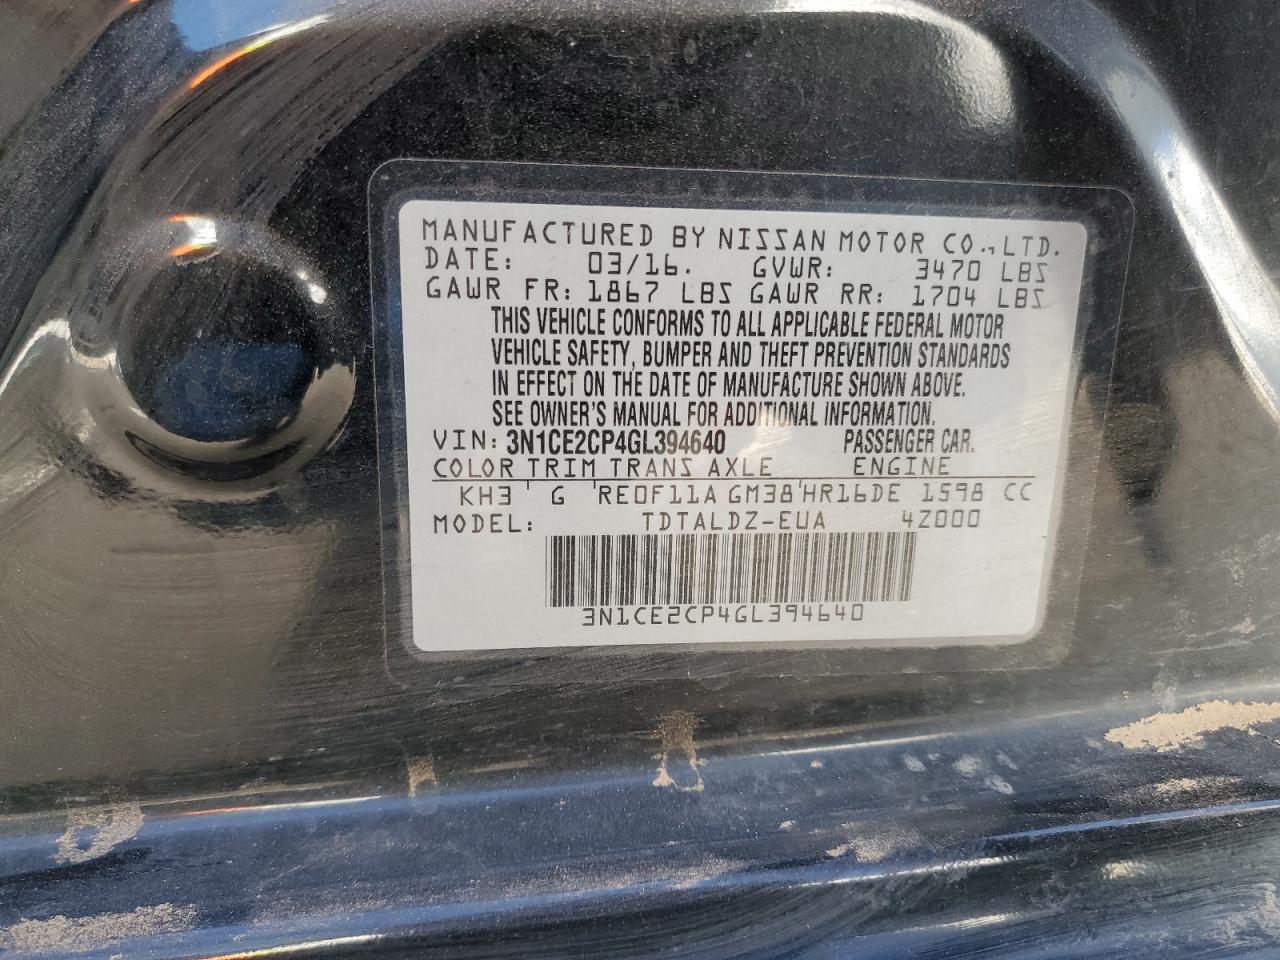 MANUFACTURED BY NISSAN MOTOR CO., LTD.
DATE: 03/16. GVWR: 3470 LBS
GAWR FR: 1867 LBS GAWR RR: 1704 LBS
THIS VEHICLE CONFORMS TO ALL APPLICABLE FEDERAL MOTOR
VEHICLE SAFETY, BUMPER AND THEFT PREVENTION STANDARDS
IN EFFECT ON THE DATE OF MANUFACTURE SHOWN ABOVE.
SEE OWNER'S MANUAL FOR ADDITIONAL INFORMATION.
VIN: 3N1CE2CP4GL394640 PASSENGER CAR.
COLOR TRIM TRANS AXLE ENGINE
KH3 G RE0F11A GM38 HR16DE 1598 CC
MODEL: TDTALDZ-EUA 4Z000
3N1CE2CP4GL394640